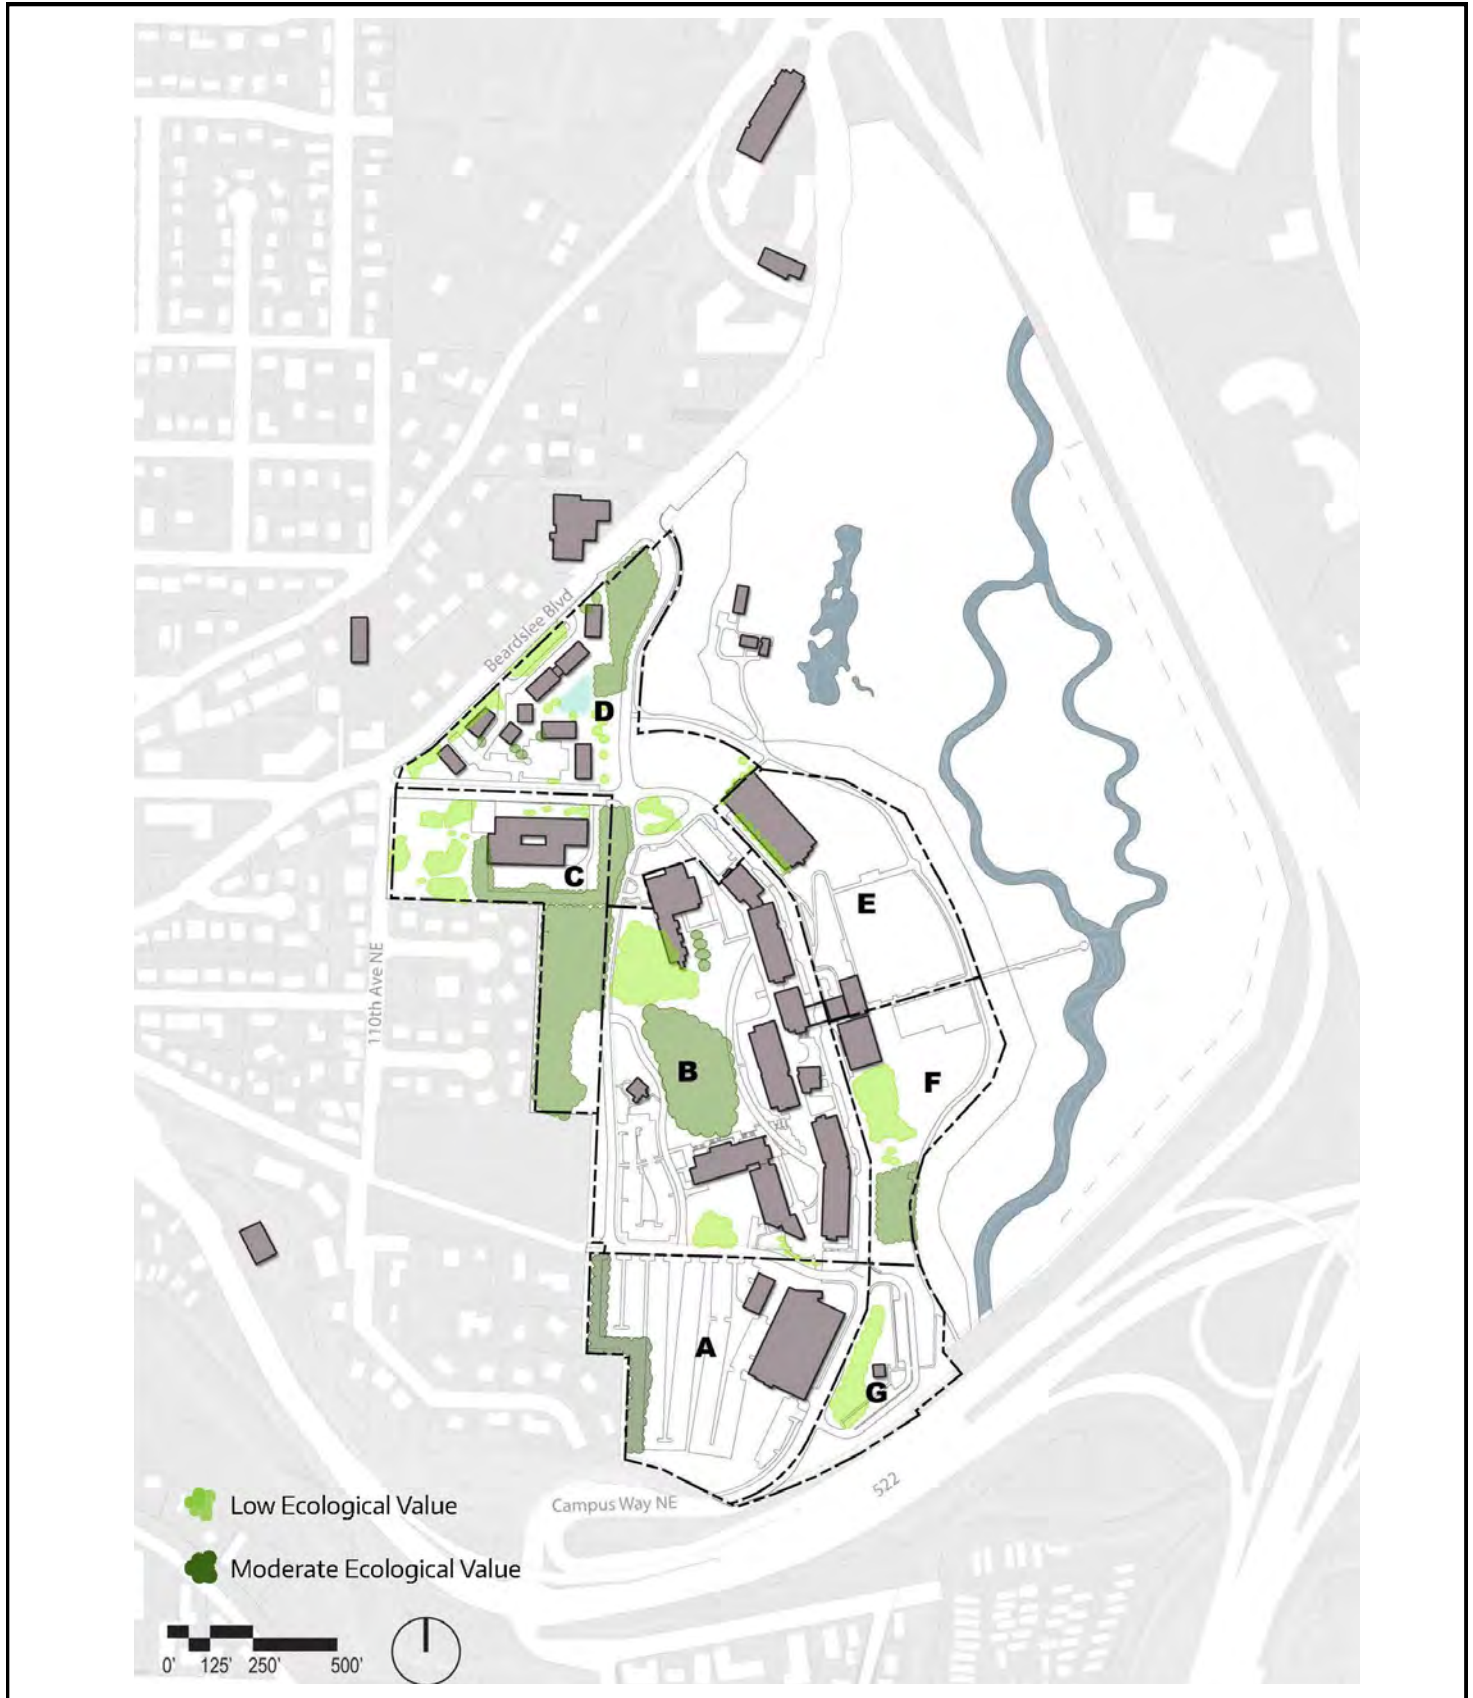 Beardslee Blvd
D
C
E
110th Ave NE
B
F
A
G
522
Campus Way NE
Low Ecological Value
Moderate Ecological Value
0' 125' 250' 500'